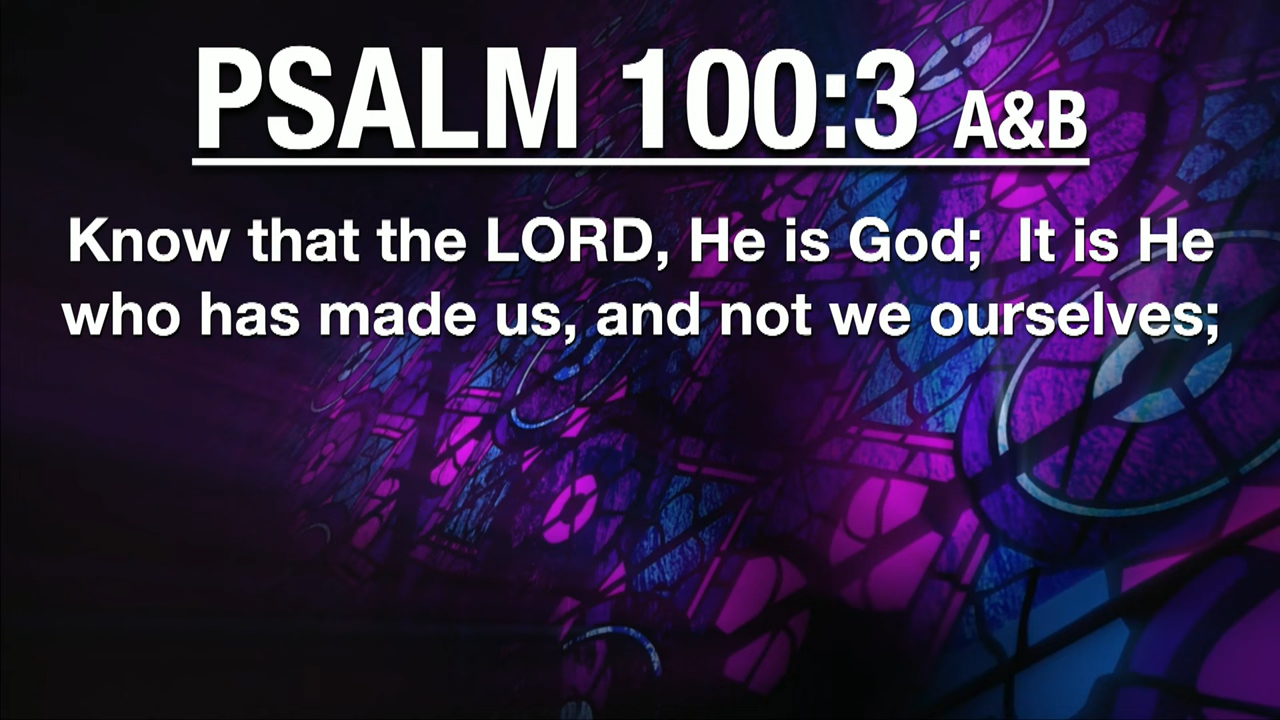 PSALM 100:3 A&B
Know that the LORD, He is God;  It is He
who has made us, and not we ourselves;